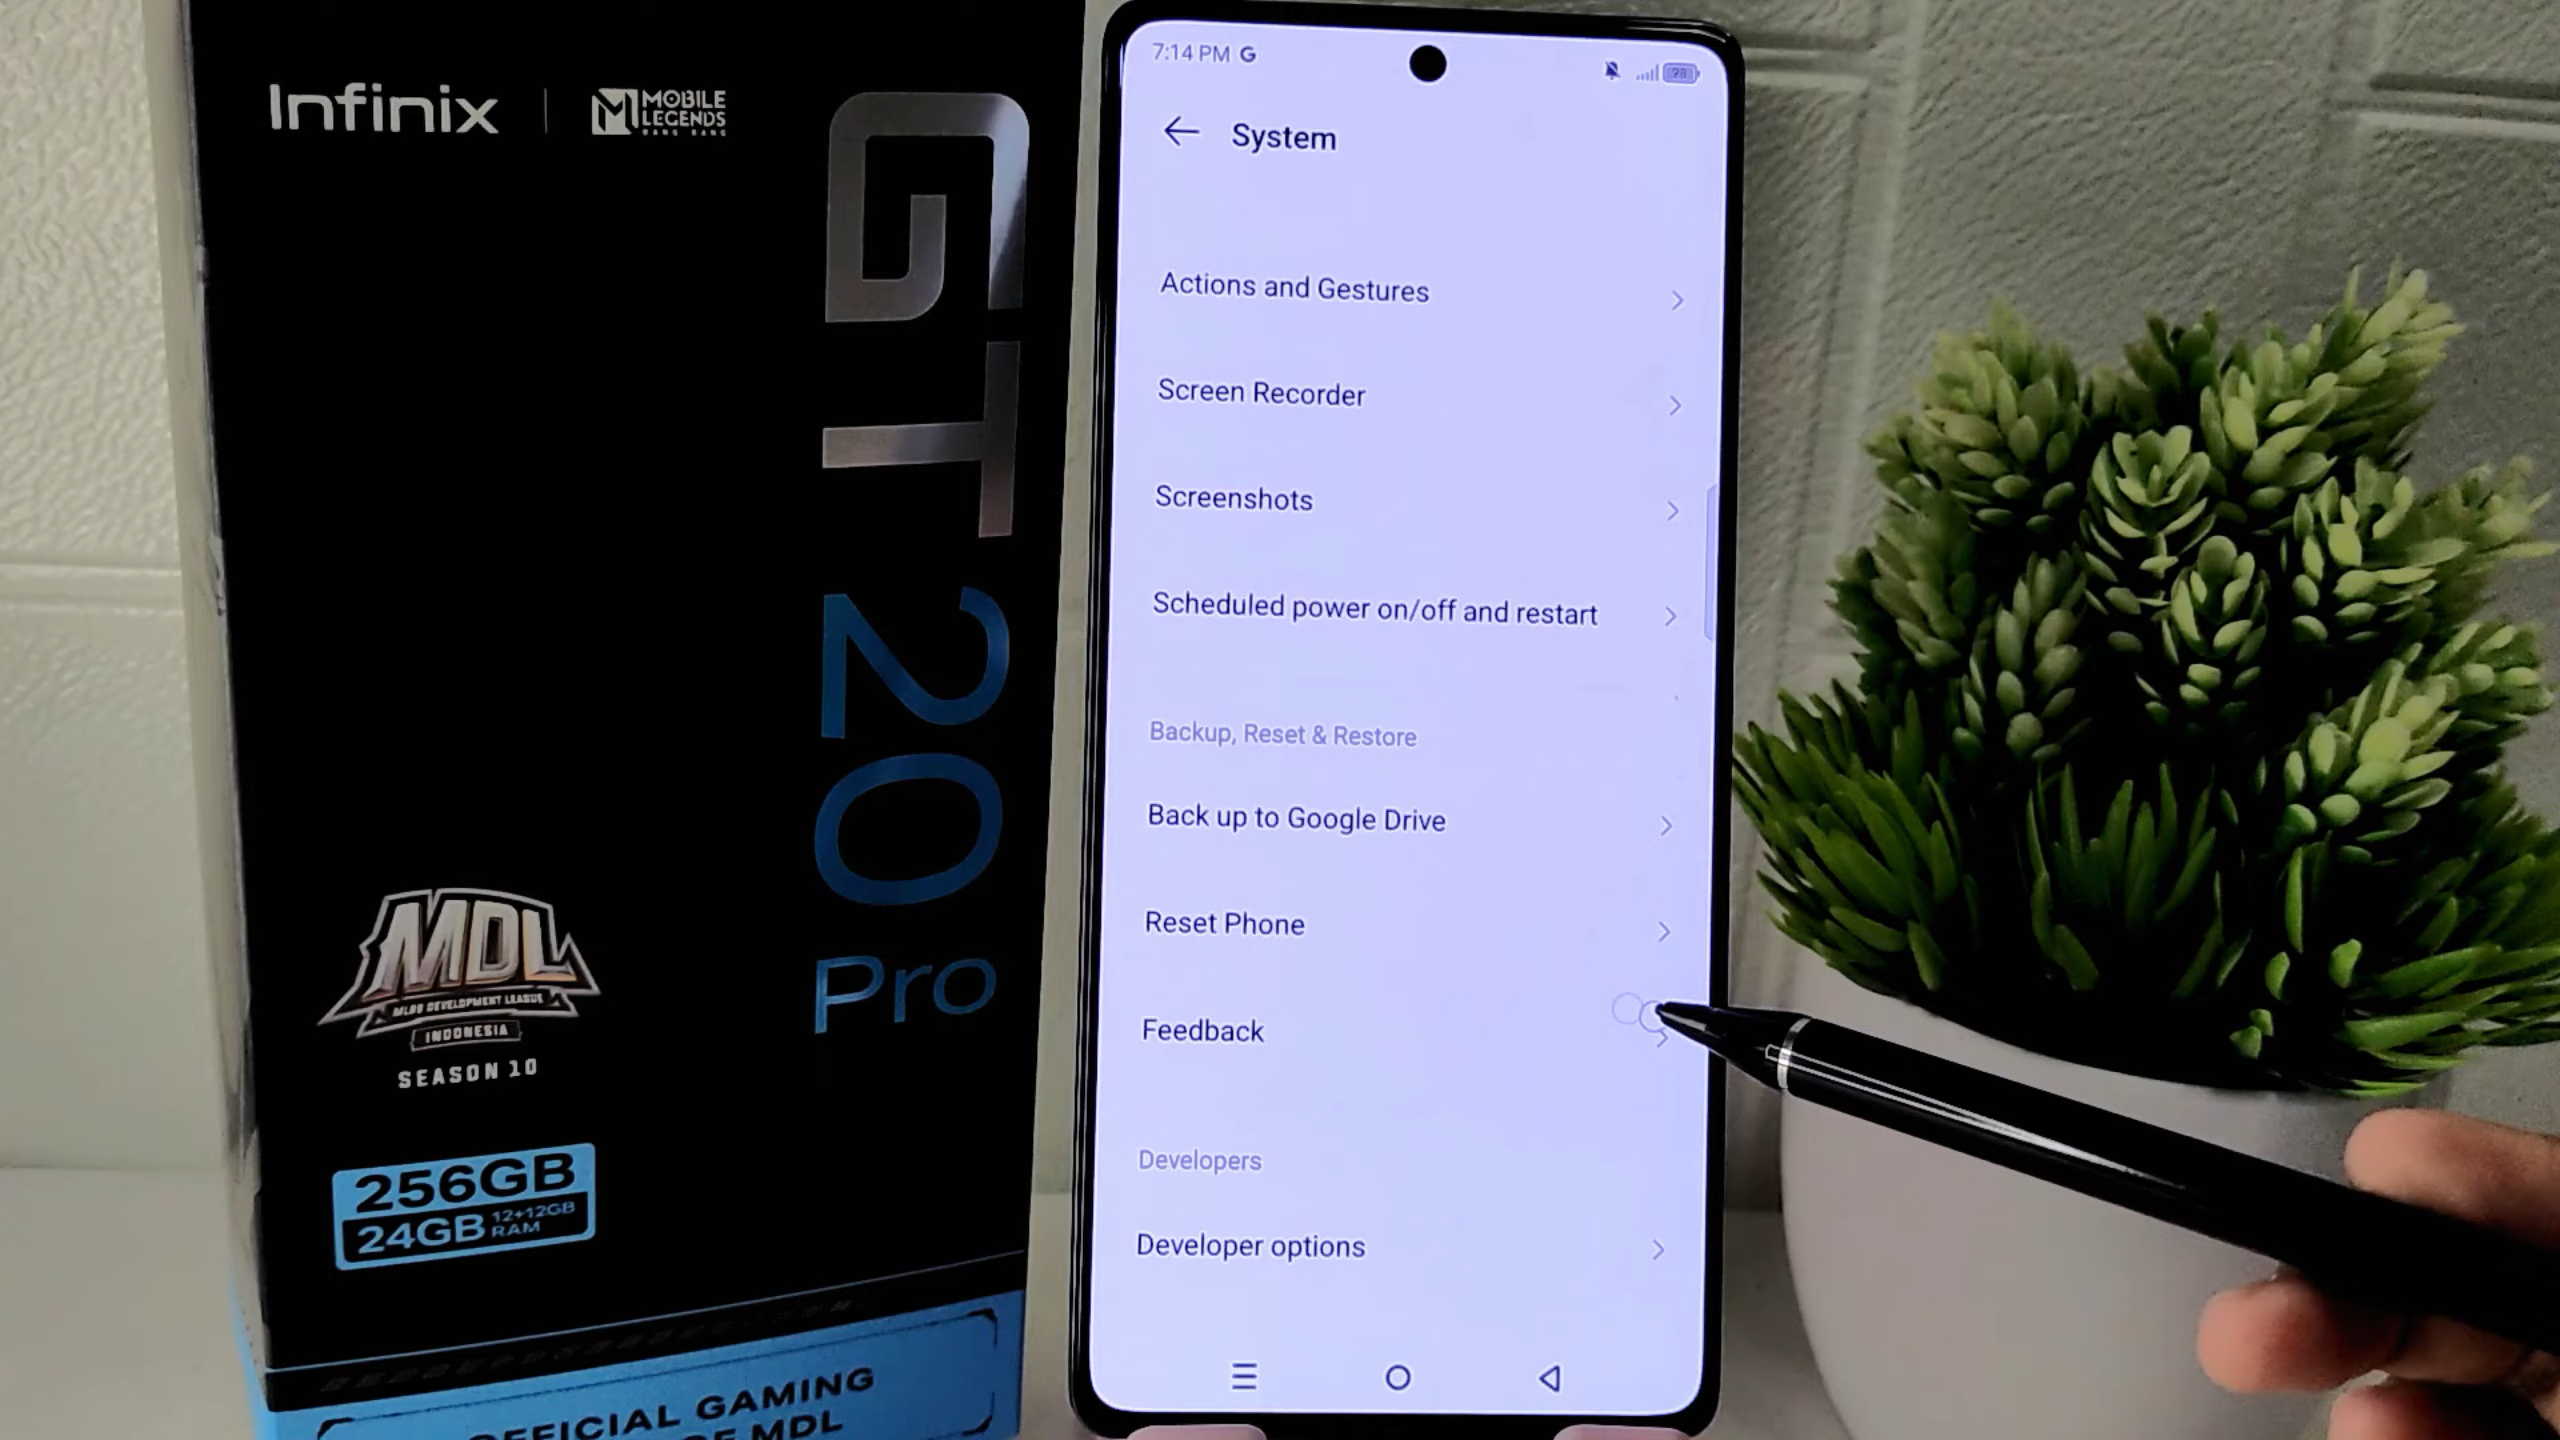 Infinix
MOBILE
LEGENDS
BANG BANG
GT 20 Pro
MDL
MLBB DEVELOPMENT LEAGUE
INDONESIA
SEASON 10
256GB
24GB 12+12GB
RAM
OFFICIAL GAMING
MDL
7:14 PM G
98
System
Actions and Gestures
Screen Recorder
Screenshots
Scheduled power on/off and restart
Backup, Reset & Restore
Back up to Google Drive
Reset Phone
Feedback
Developers
Developer options